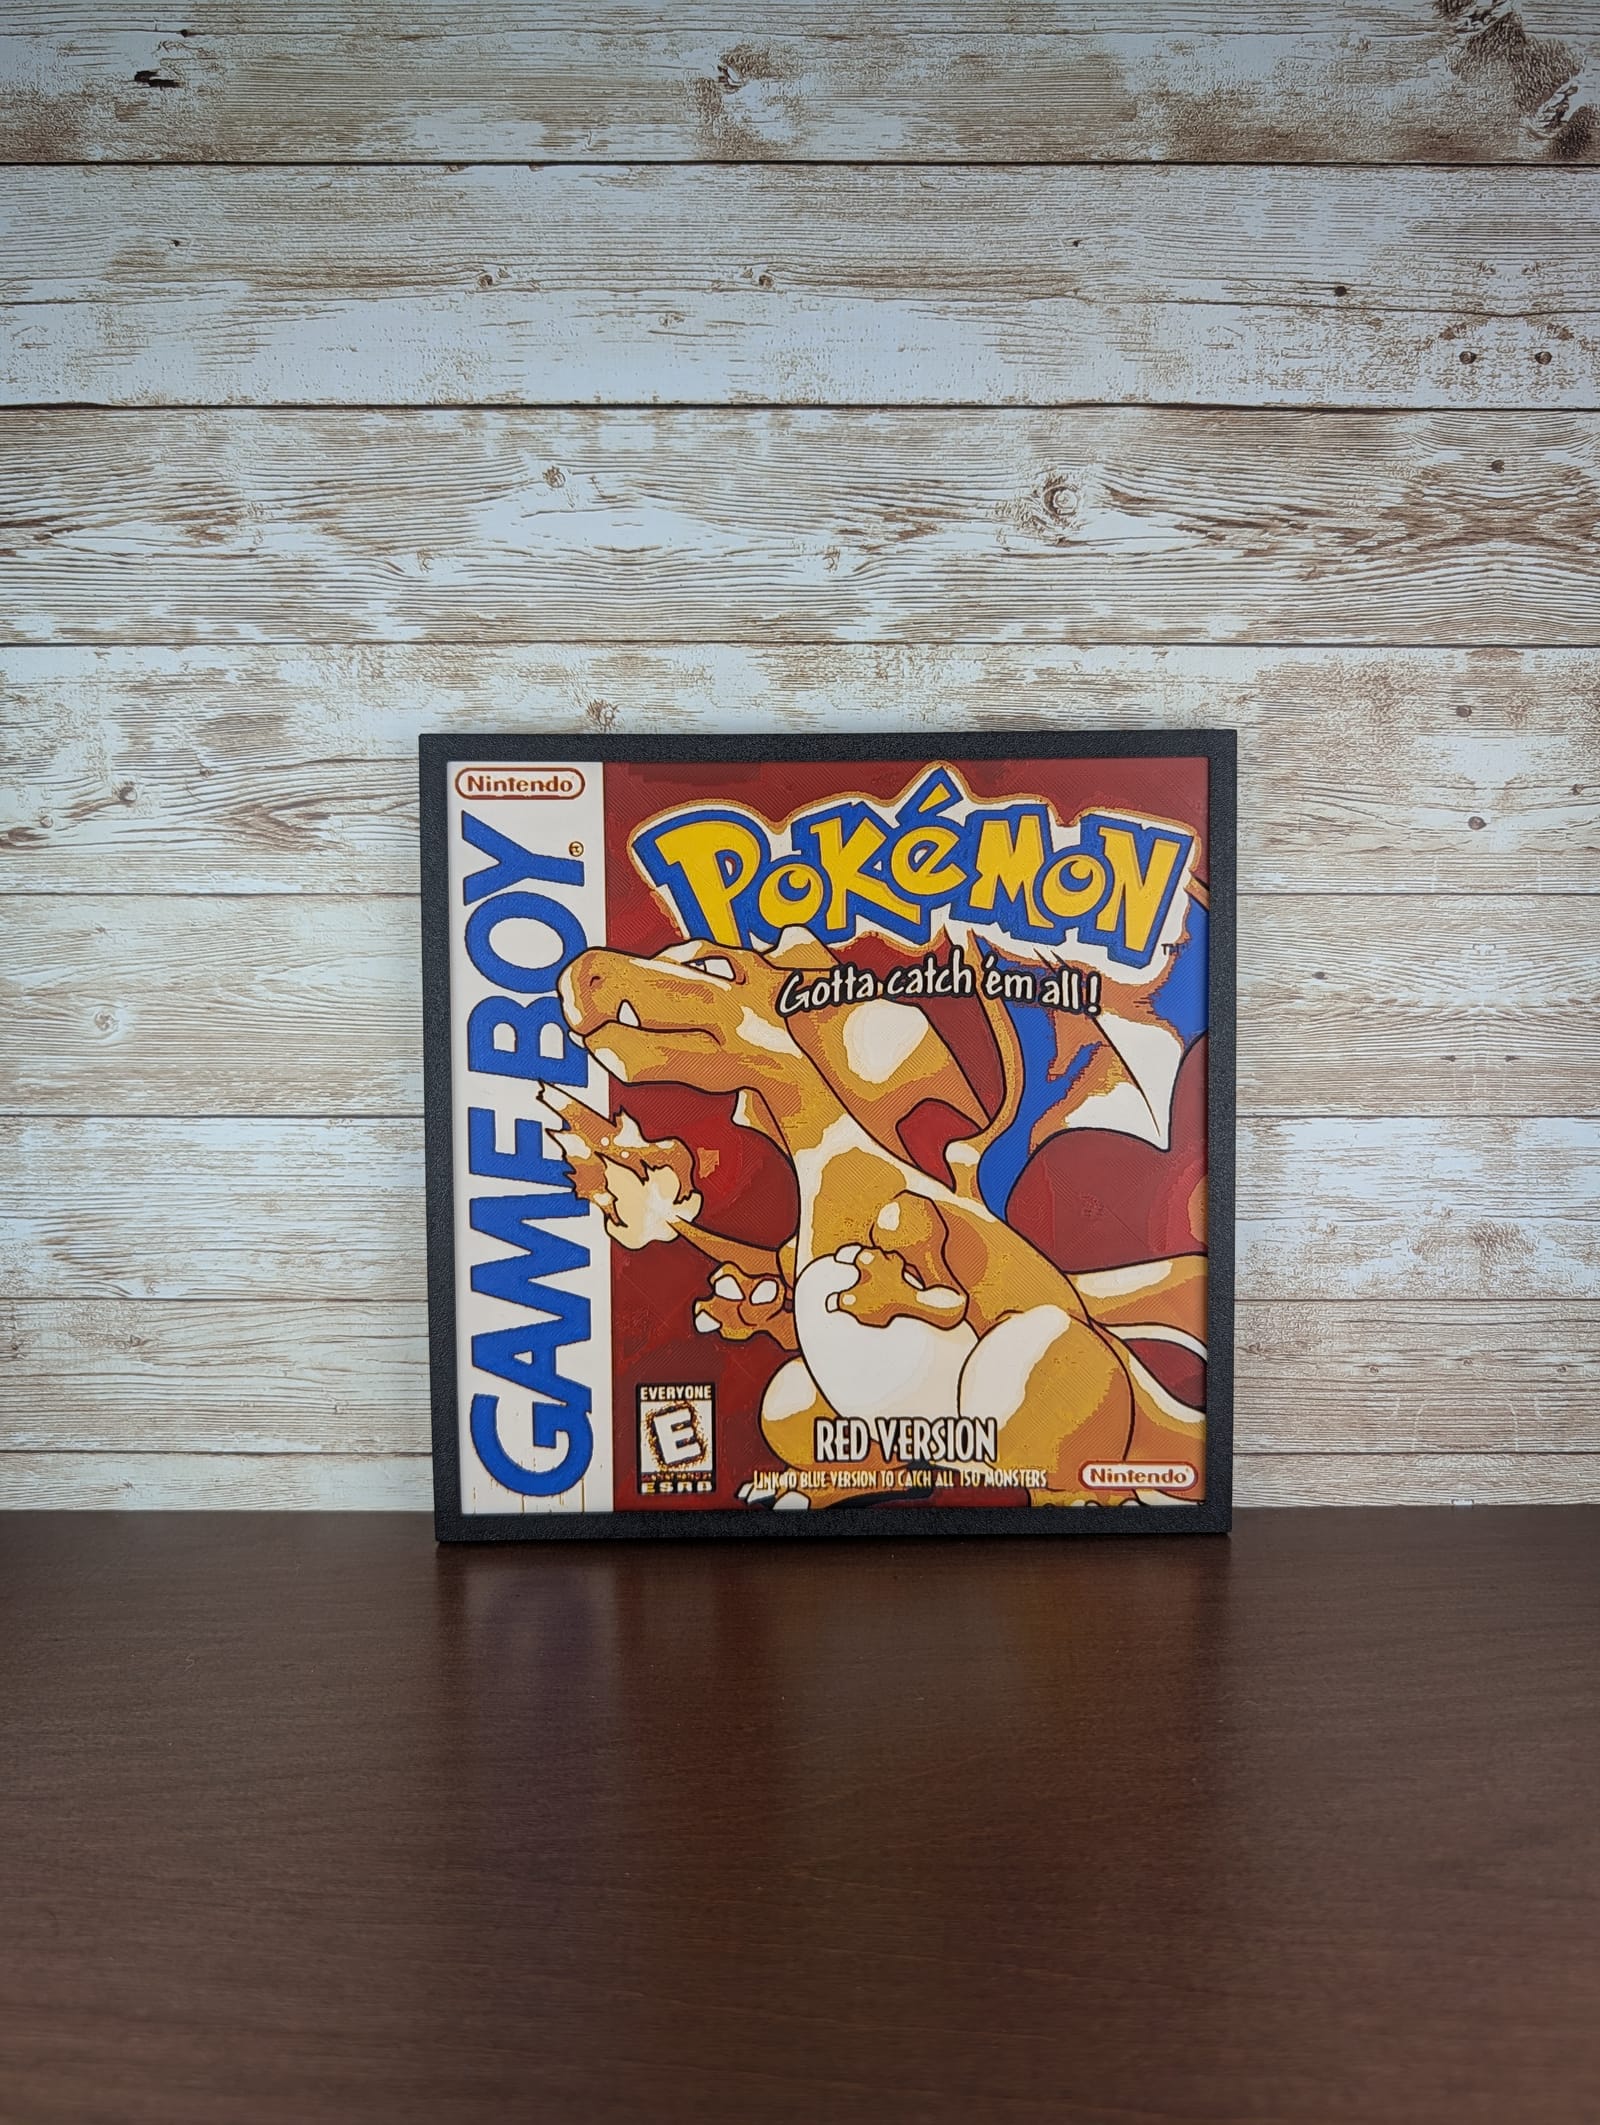 Nintendo
GAME BOY®
POKéMON™
Gotta catch 'em all!
EVERYONE
E
ESRB
RED VERSION
LINK TO BLUE VERSION TO CATCH ALL 150 MONSTERS
Nintendo